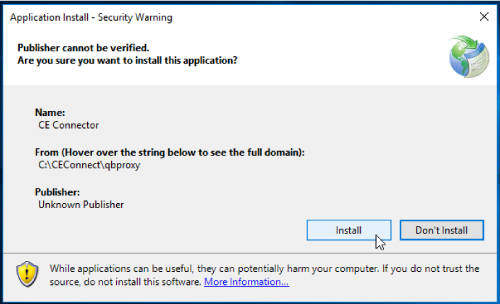 Application Install - Security Warning
Publisher cannot be verified.
Are you sure you want to install this application?
Name:
CE Connector
From (Hover over the string below to see the full domain):
C:\CEConnect\qbproxy
Publisher:
Unknown Publisher
Install
Don't Install
While applications can be useful, they can potentially harm your computer. If you do not trust the
source, do not install this software. More Information...